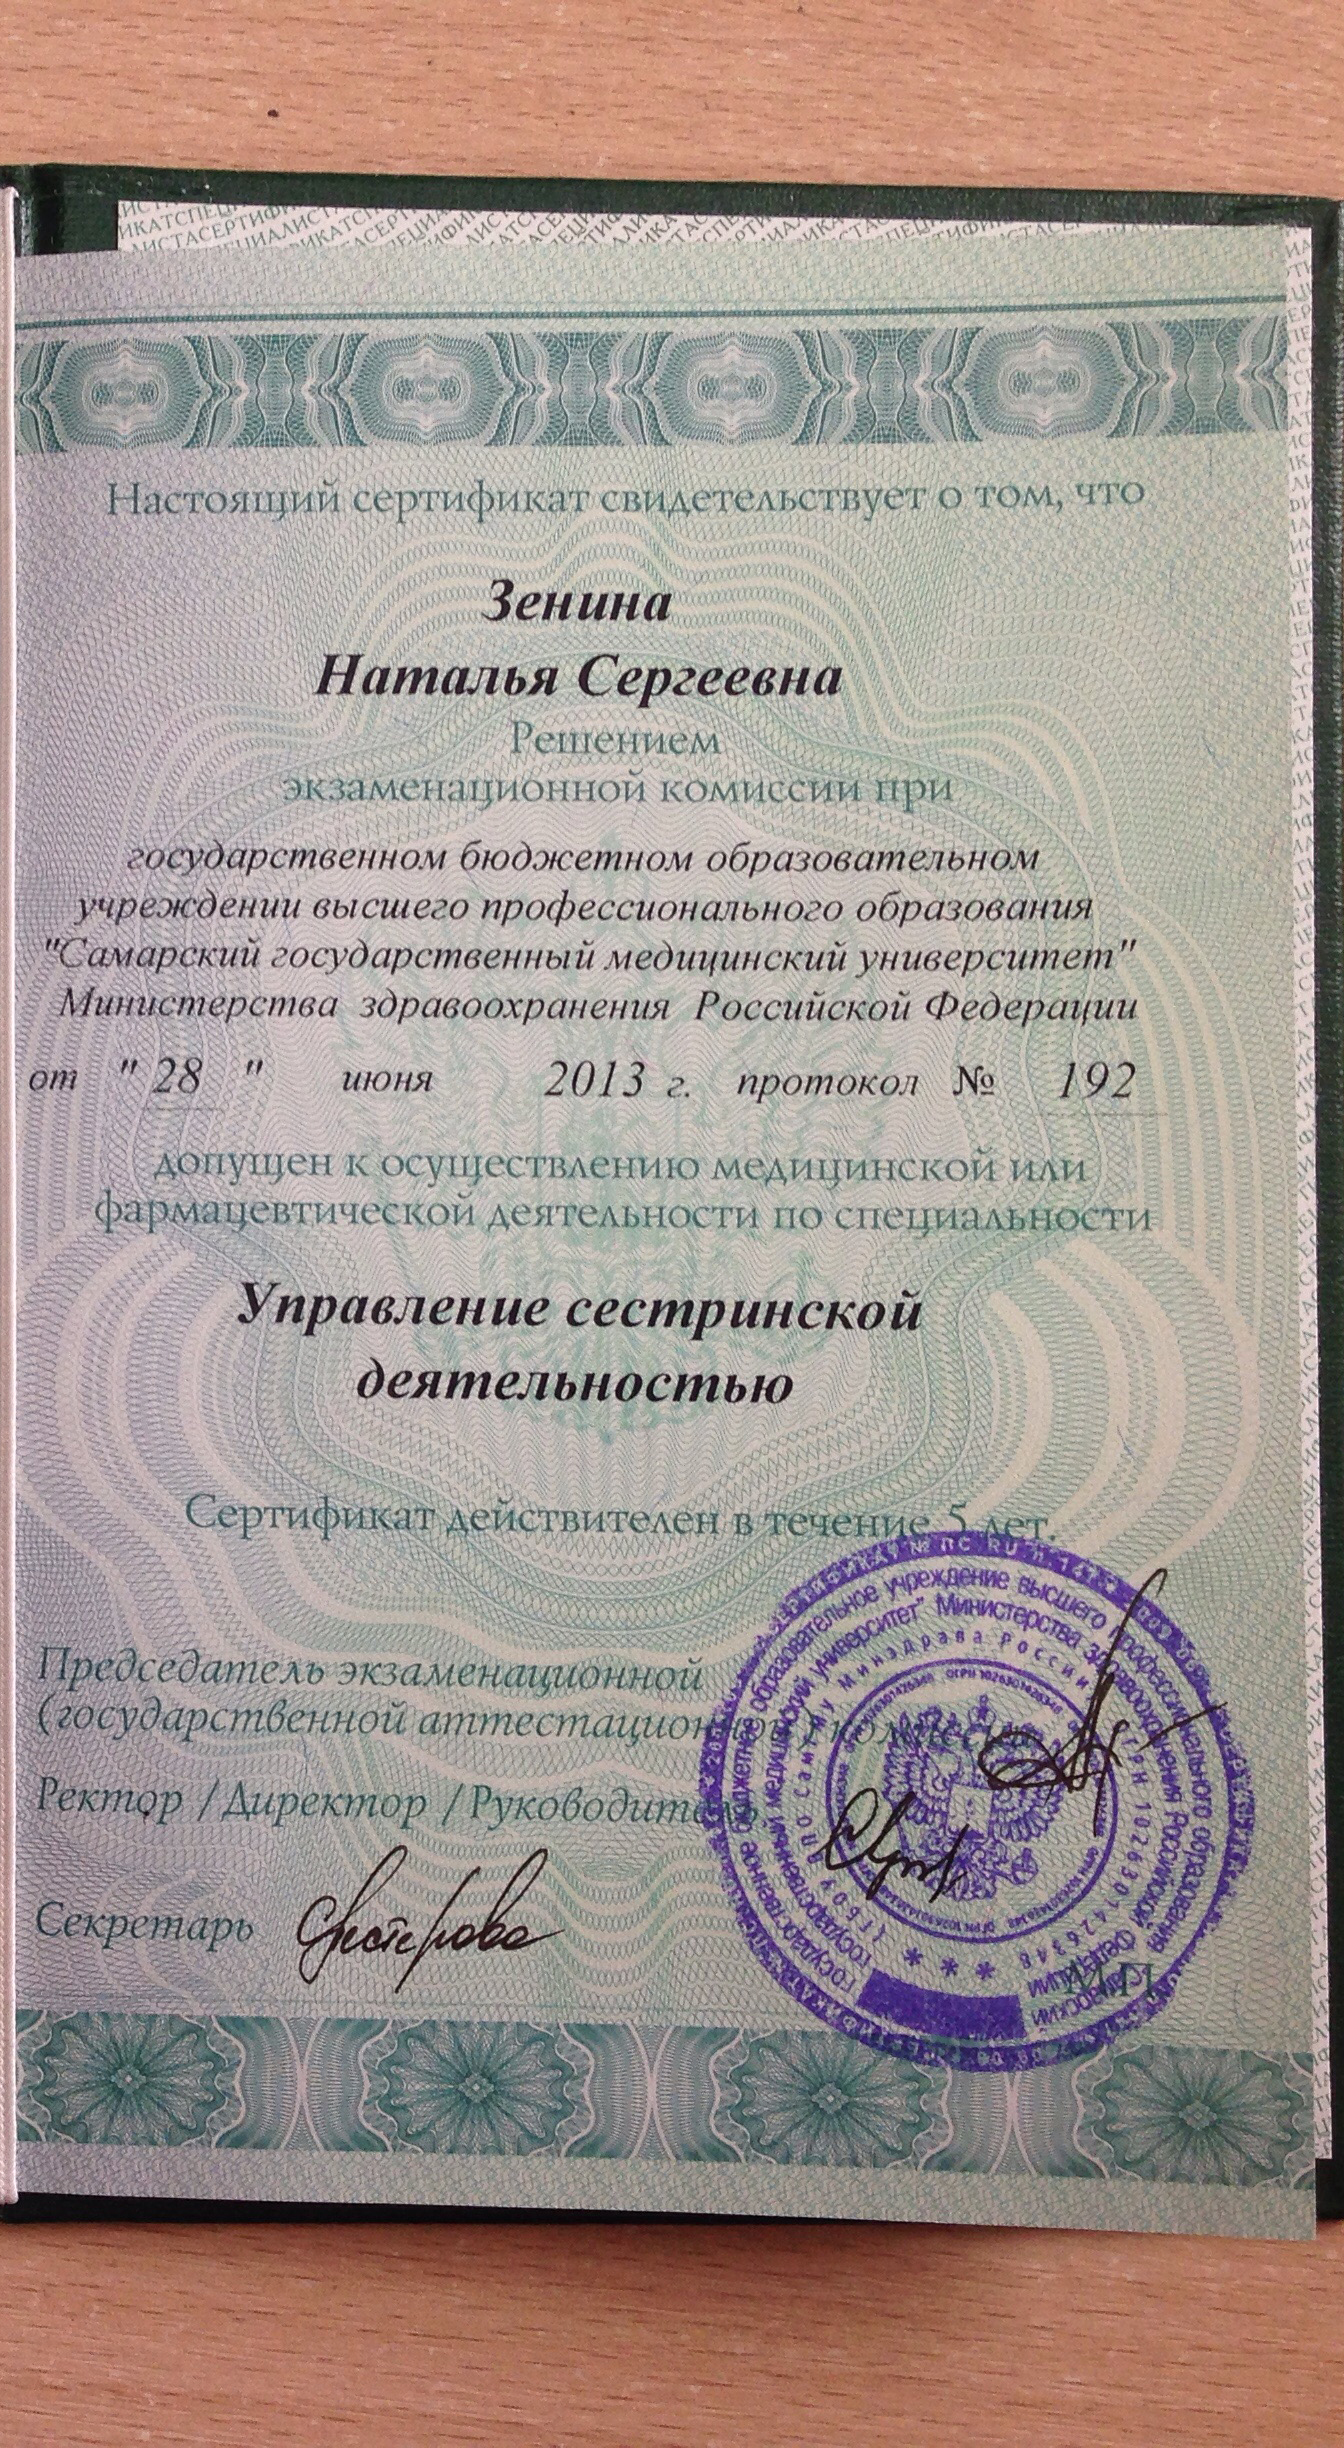 Настоящий сертификат свидетельствует о том, что
Зенина
Наталья Сергеевна
Решением
экзаменационной комиссии при
государственном бюджетном образовательном
учреждении высшего профессионального образования
"Самарский государственный медицинский университет"
Министерства здравоохранения Российской Федерации
от " 28 " июня 2013 г. протокол № 192
допущен к осуществлению медицинской или
фармацевтической деятельности по специальности
Управление сестринской
деятельностью
Сертификат действителен в течение 5 лет.
Председатель экзаменационной
(государственной аттестационной) комиссии
Ректор / Директор / Руководитель
Секретарь
М.П.